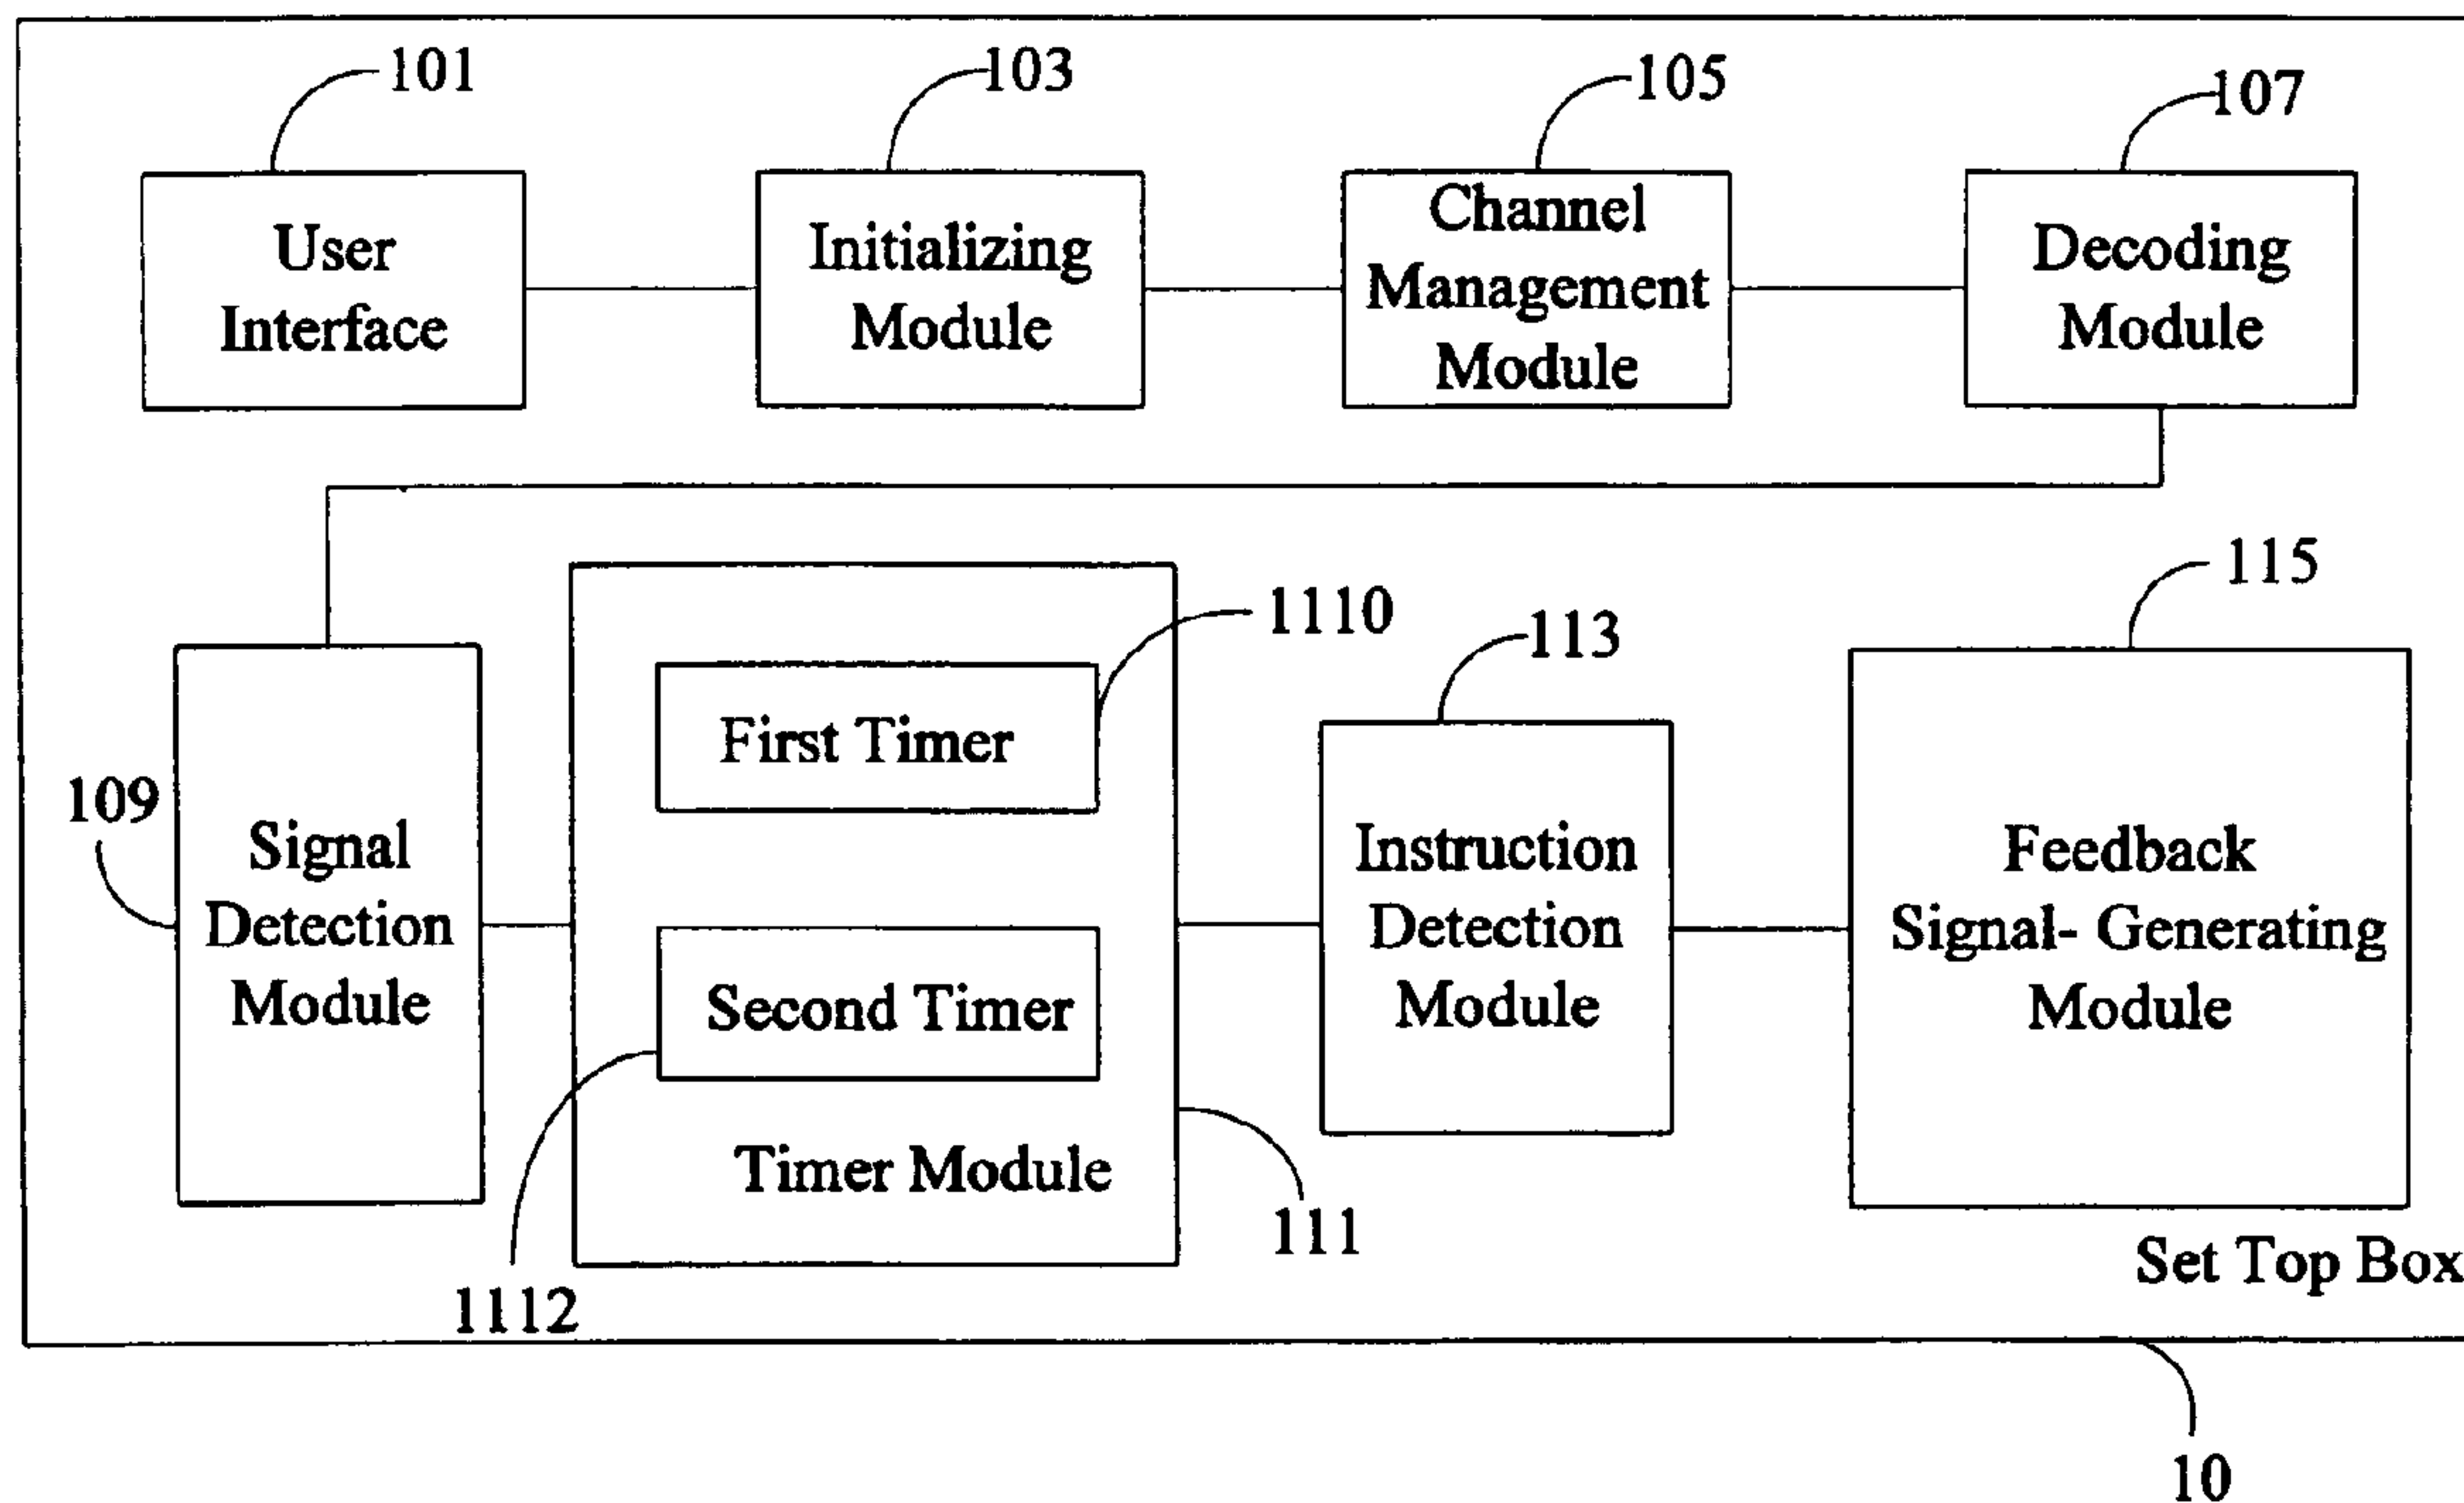 101
103
105
107
User
Interface
Initializing
Module
Channel
Management
Module
Decoding
Module
109
Signal
Detection
Module
1110
First Timer
Second Timer
1112
Timer Module
111
113
Instruction
Detection
Module
115
Feedback
Signal- Generating
Module
Set Top Box
10